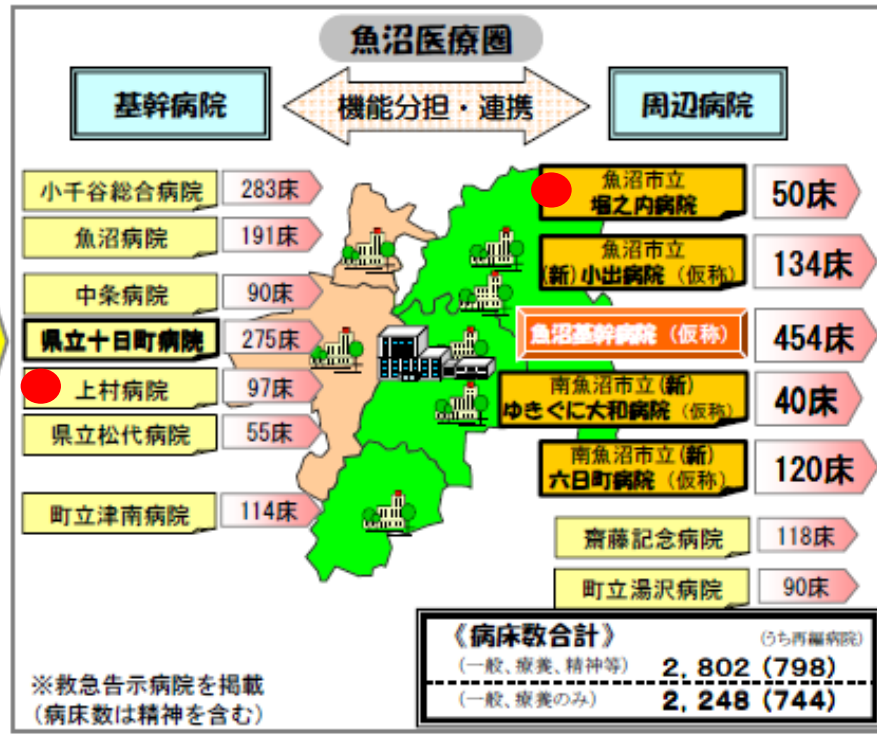 魚沼医療圏
基幹病院
機能分担・連携
周辺病院
小千谷総合病院 283床
魚沼病院 191床
中条病院 90床
県立十日町病院 275床
上村病院 97床
県立松代病院 55床
町立津南病院 114床
魚沼市立
堀之内病院 50床
魚沼市立
(新)小出病院（仮称） 134床
魚沼基幹病院（仮称） 454床
南魚沼市立(新)
ゆきぐに大和病院（仮称） 40床
南魚沼市立(新)
六日町病院（仮称） 120床
齋藤記念病院 118床
町立湯沢病院 90床
《病床数合計》 （うち再編病院）
（一般、療養、精神等） 2,802 (798)
（一般、療養のみ） 2,248 (744)
※救急告示病院を掲載
(病床数は精神を含む)